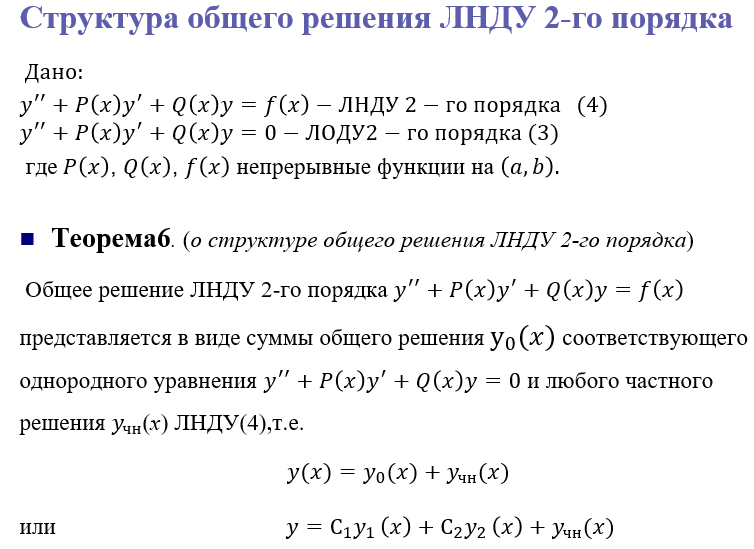 Структура общего решения ЛНДУ 2-го порядка
Дано:
y′′ + P(x)y′ + Q(x)y = f(x) − ЛНДУ 2 − го порядка (4)
y′′ + P(x)y′ + Q(x)y = 0 − ЛОДУ2 − го порядка (3)
где P(x), Q(x), f(x) непрерывные функции на (a, b).
■ Теорема6. (о структуре общего решения ЛНДУ 2-го порядка)
Общее решение ЛНДУ 2-го порядка y′′ + P(x)y′ + Q(x)y = f(x)
представляется в виде суммы общего решения y₀(x) соответствующего
однородного уравнения y′′ + P(x)y′ + Q(x)y = 0 и любого частного
решения yчн(x) ЛНДУ(4),т.е.
y(x) = y₀(x) + yчн(x)
или y = C₁y₁(x) + C₂y₂(x) + yчн(x)